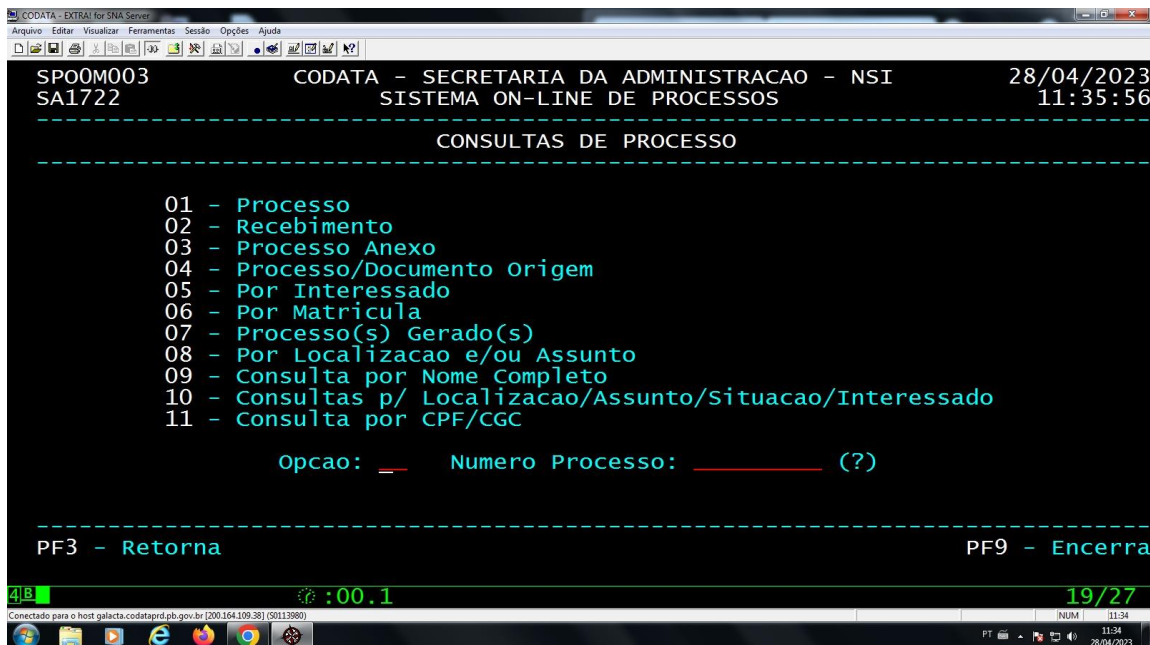 CODATA - EXTRA! for SNA Server
Arquivo Editar Visualizar Ferramentas Sessão Opções Ajuda
SPO0M003 CODATA - SECRETARIA DA ADMINISTRACAO - NSI 28/04/2023
SA1722 SISTEMA ON-LINE DE PROCESSOS 11:35:56
CONSULTAS DE PROCESSO
01 - Processo
02 - Recebimento
03 - Processo Anexo
04 - Processo/Documento Origem
05 - Por Interessado
06 - Por Matricula
07 - Processo(s) Gerado(s)
08 - Por Localizacao e/ou Assunto
09 - Consulta por Nome Completo
10 - Consultas p/ Localizacao/Assunto/Situacao/Interessado
11 - Consulta por CPF/CGC
Opcao: __ Numero Processo: _________ (?)
PF3 - Retorna PF9 - Encerra
4 B :00.1 19/27
Conectado para o host galacta.codataprd.pb.gov.br [200.164.109.38] (S0113980) NUM 11:34
PT 11:34
28/04/2023